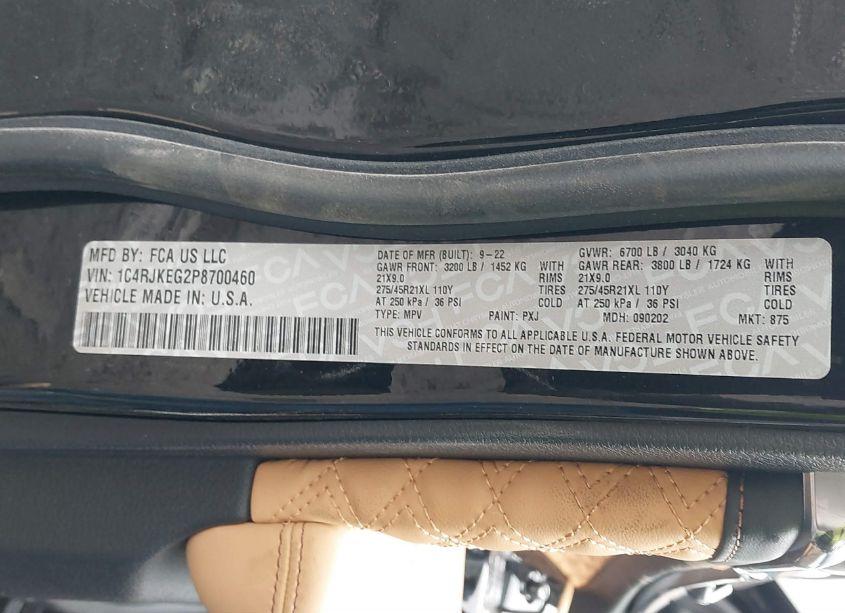 MFD BY: FCA US LLC
VIN: 1C4RJKEG2P8700460
VEHICLE MADE IN: U.S.A.
DATE OF MFR (BUILT): 9-22
GAWR FRONT: 3200 LB / 1452 KG WITH
21X9.0 RIMS
275/45R21XL 110Y TIRES
AT 250 kPa / 36 PSI COLD
TYPE: MPV PAINT: PXJ
GVWR: 6700 LB / 3040 KG
GAWR REAR: 3800 LB / 1724 KG WITH
21X9.0 RIMS
275/45R21XL 110Y TIRES
AT 250 kPa / 36 PSI COLD
MDH: 090202 MKT: 875
THIS VEHICLE CONFORMS TO ALL APPLICABLE U.S.A. FEDERAL MOTOR VEHICLE SAFETY
STANDARDS IN EFFECT ON THE DATE OF MANUFACTURE SHOWN ABOVE.